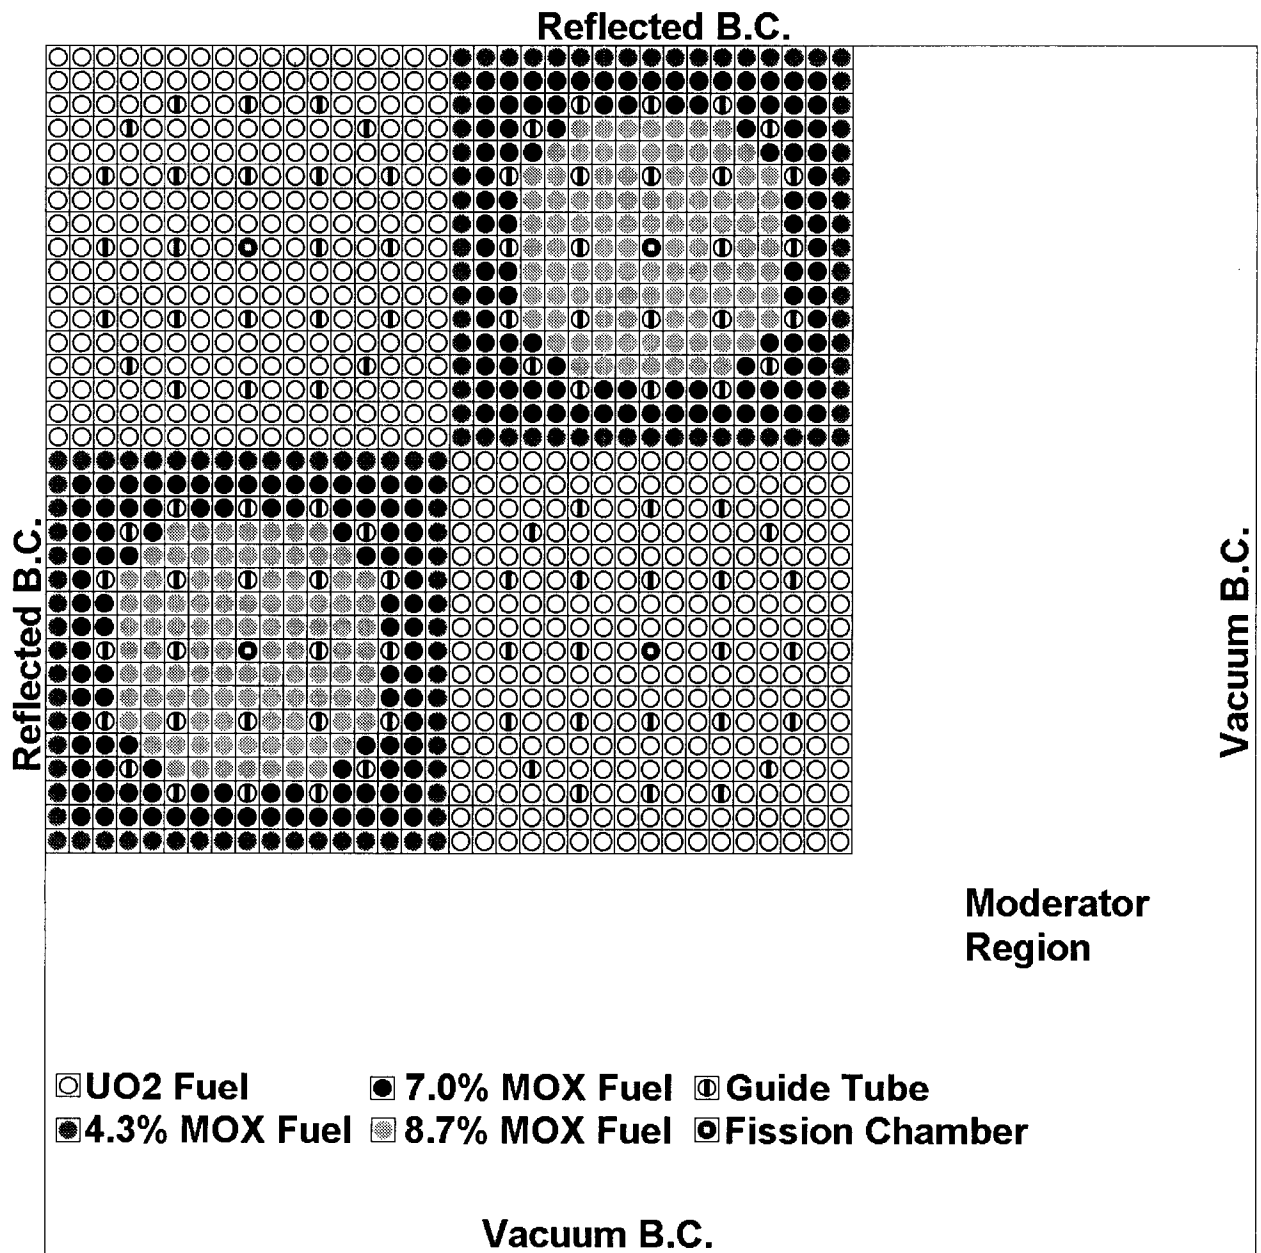 Reflected B.C.
Reflected B.C.
Vacuum B.C.
Moderator
Region
UO2 Fuel
7.0% MOX Fuel
Guide Tube
4.3% MOX Fuel
8.7% MOX Fuel
Fission Chamber
Vacuum B.C.